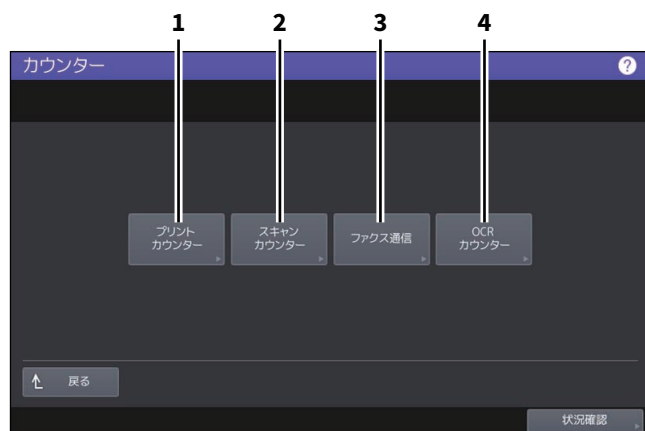 1 2 3 4
カウンター ?
プリント
カウンター
スキャン
カウンター
ファクス通信
OCR
カウンター
戻る
状況確認